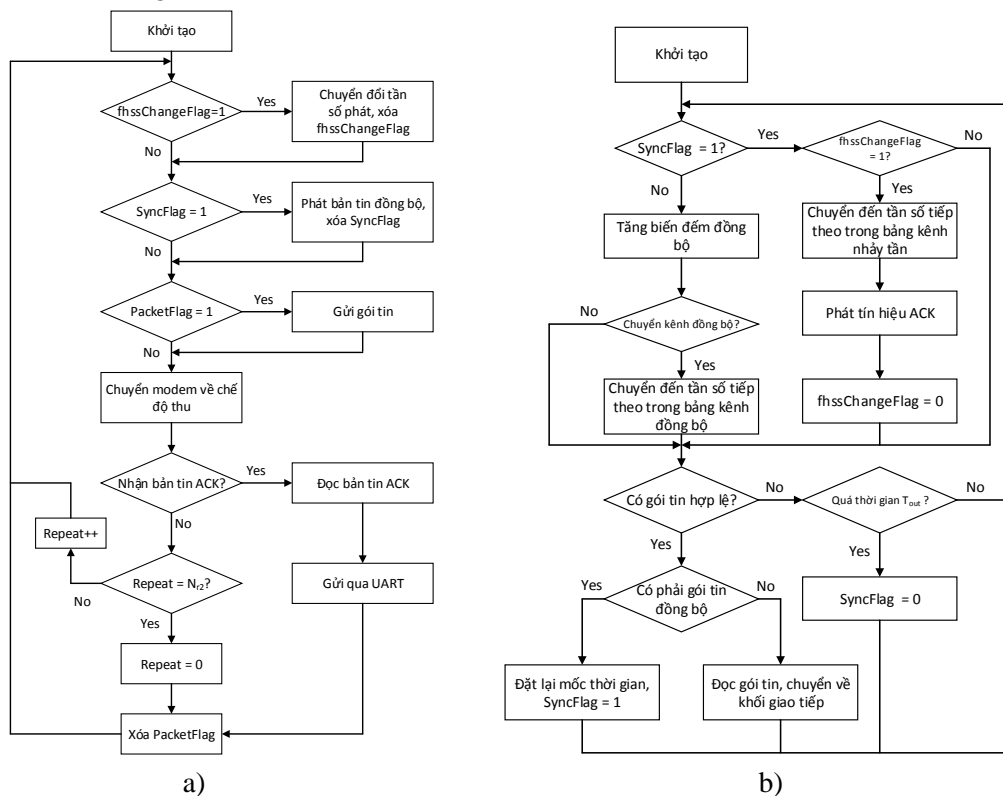 Khởi tạo
fhssChangeFlag=1
Yes
Chuyển đổi tần
số phát, xóa
fhssChangeFlag
No
SyncFlag = 1
Yes
Phát bản tin đồng bộ,
xóa SyncFlag
No
PacketFlag = 1
Yes
Gửi gói tin
No
Chuyển modem về chế
độ thu
Nhận bản tin ACK?
Yes
Đọc bản tin ACK
No
Repeat++
Repeat = Nr2?
No
Gửi qua UART
Yes
Repeat = 0
Xóa PacketFlag
a)
Khởi tạo
SyncFlag = 1?
Yes
fhssChangeFlag
= 1?
No
No
Yes
Tăng biến đếm đồng
bộ
Chuyển đến tần số tiếp
theo trong bảng kênh
nhảy tần
No
Chuyển kênh đồng bộ?
Phát tín hiệu ACK
Yes
Chuyển đến tần số tiếp
theo trong bảng kênh
đồng bộ
fhssChangeFlag = 0
Có gói tin hợp lệ?
No
Quá thời gian Tout ?
No
Yes
Yes
Yes
Có phải gói tin
đồng bộ
No
SyncFlag = 0
Đặt lại mốc thời gian,
SyncFlag = 1
Đọc gói tin, chuyển về
khối giao tiếp
b)